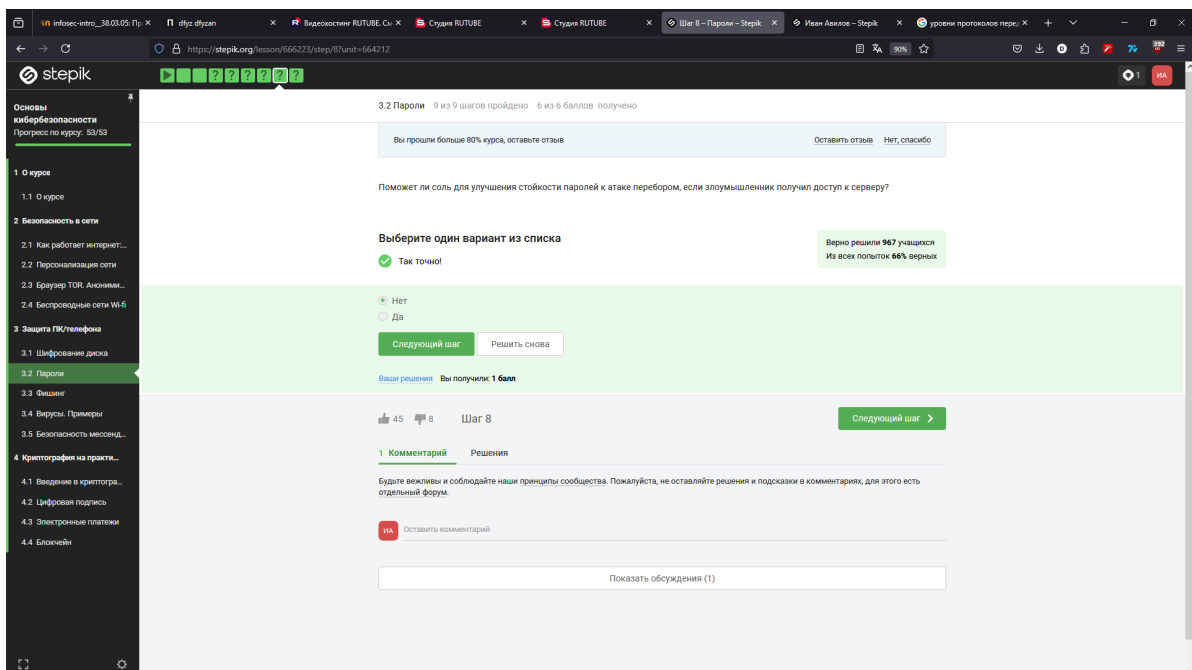 in infosec-intro__38.03.05: Пр
dfyz dfyzan
Видеохостинг RUTUBE. См
Студия RUTUBE
Студия RUTUBE
Шаг 8 – Пароли – Stepik
Иван Авилов – Stepik
уровни протоколов перед
https://stepik.org/lesson/666223/step/8?unit=664212
90%
392
stepik
1
ИА
Основы
кибербезопасности
Прогресс по курсу: 53/53
1 О курсе
1.1 О курсе
2 Безопасность в сети
2.1 Как работает интернет:...
2.2 Персонализация сети
2.3 Браузер TOR. Аноними...
2.4 Беспроводные сети Wi-fi
3 Защита ПК/телефона
3.1 Шифрование диска
3.2 Пароли
3.3 Фишинг
3.4 Вирусы. Примеры
3.5 Безопасность мессенд...
4 Криптография на практи...
4.1 Введение в криптогра...
4.2 Цифровая подпись
4.3 Электронные платежи
4.4 Блокчейн
3.2 Пароли 9 из 9 шагов пройдено 6 из 6 баллов получено
Вы прошли больше 80% курса, оставьте отзыв
Оставить отзыв Нет, спасибо
Поможет ли соль для улучшения стойкости паролей к атаке перебором, если злоумышленник получил доступ к серверу?
Выберите один вариант из списка
Так точно!
Верно решили 967 учащихся
Из всех попыток 66% верных
Нет
Да
Следующий шаг
Решить снова
Ваши решения Вы получили: 1 балл
45 8 Шаг 8
Следующий шаг
1 Комментарий Решения
Будьте вежливы и соблюдайте наши принципы сообщества. Пожалуйста, не оставляйте решения и подсказки в комментариях, для этого есть
отдельный форум.
ИА Оставить комментарий
Показать обсуждения (1)